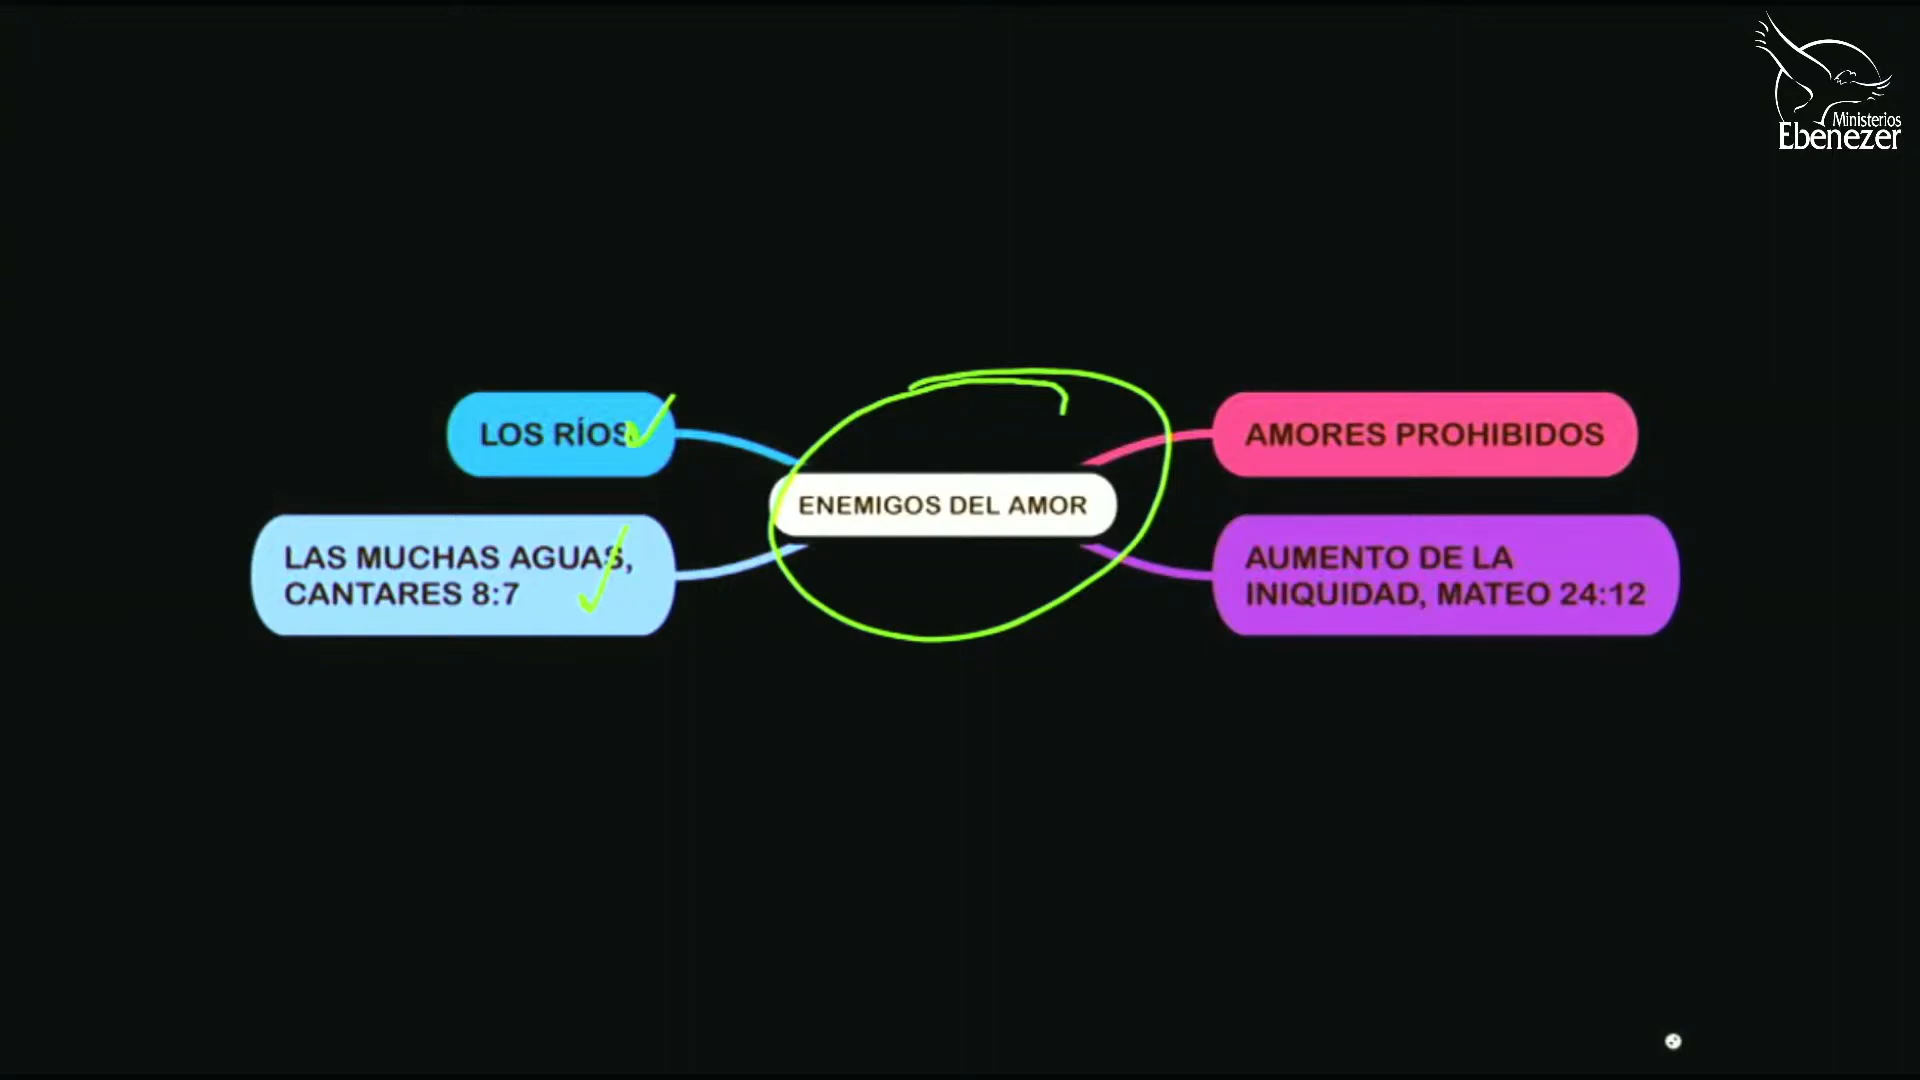 Ministerios
Ebenezer
LOS RÍOS
LAS MUCHAS AGUAS,
CANTARES 8:7
ENEMIGOS DEL AMOR
AMORES PROHIBIDOS
AUMENTO DE LA
INIQUIDAD, MATEO 24:12